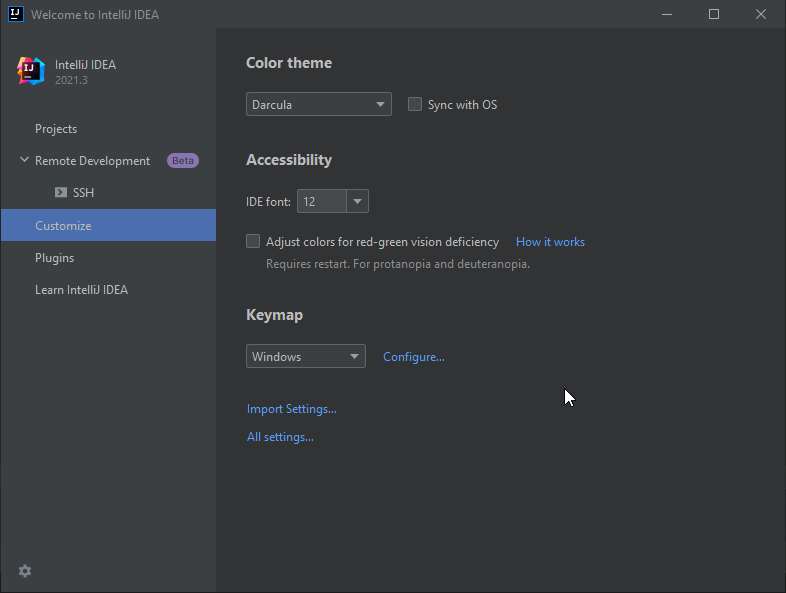 Welcome to IntelliJ IDEA
IntelliJ IDEA
2021.3
Projects
Remote Development Beta
SSH
Customize
Plugins
Learn IntelliJ IDEA
Color theme
Darcula Sync with OS
Accessibility
IDE font: 12
Adjust colors for red-green vision deficiency How it works
Requires restart. For protanopia and deuteranopia.
Keymap
Windows Configure...
Import Settings...
All settings...